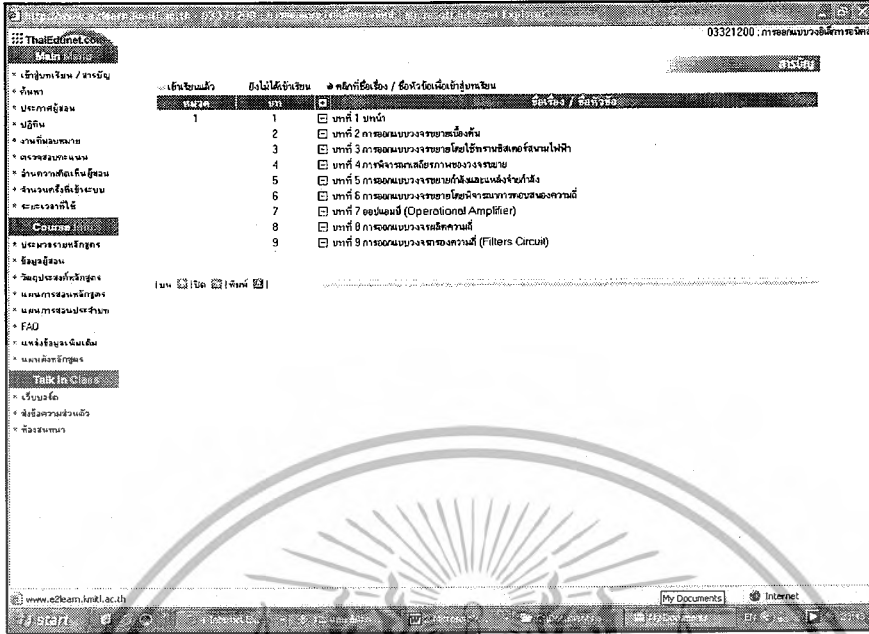 03321200 : การออกแบบวงจรอิเล็กทรอนิกส์
ThaiEdunet.com
Main Menu
เข้าสู่บทเรียน / สารบัญ
ค้นหา
ประกาศผู้สอน
ปฏิทิน
งานที่มอบหมาย
ตรวจสอบคะแนน
อ่านความคิดเห็นผู้สอน
จำนวนครั้งที่เข้าระบบ
ระยะเวลาที่ใช้
Course
ประมวลรายหลักสูตร
ข้อมูลผู้สอน
วัตถุประสงค์หลักสูตร
แผนการสอนหลักสูตร
แผนการสอนประจำบท
FAQ
แหล่งข้อมูลเพิ่มเติม
แผนผังหลักสูตร
Talk in Class
เว็บบอร์ด
ส่งข้อความส่วนตัว
ห้องสนทนา
สารบัญ
เข้าเรียนแล้ว ยังไม่ได้เข้าเรียน คลิกที่ชื่อเรื่อง / ชื่อหัวข้อเพื่อเข้าสู่บทเรียน
หมวด บท ชื่อเรื่อง / ชื่อหัวข้อ
1 1 บทที่ 1 บทนำ
2 บทที่ 2 การออกแบบวงจรขยายเบื้องต้น
3 บทที่ 3 การออกแบบวงจรขยายโดยใช้ทรานซิสเตอร์สนามไฟฟ้า
4 บทที่ 4 การพิจารณาเสถียรภาพของวงจรขยาย
5 บทที่ 5 การออกแบบวงจรขยายกำลังและแหล่งจ่ายกำลัง
6 บทที่ 6 การออกแบบวงจรขยายโดยพิจารณาการตอบสนองความถี่
7 บทที่ 7 ออปแอมป์ (Operational Amplifier)
8 บทที่ 8 การออกแบบวงจรผลิตความถี่
9 บทที่ 9 การออกแบบวงจรกรองความถี่ (Filters Circuit)
| บน | ปิด | พิมพ์ |
www.e2learn.kmitl.ac.th
My Documents
Internet
start